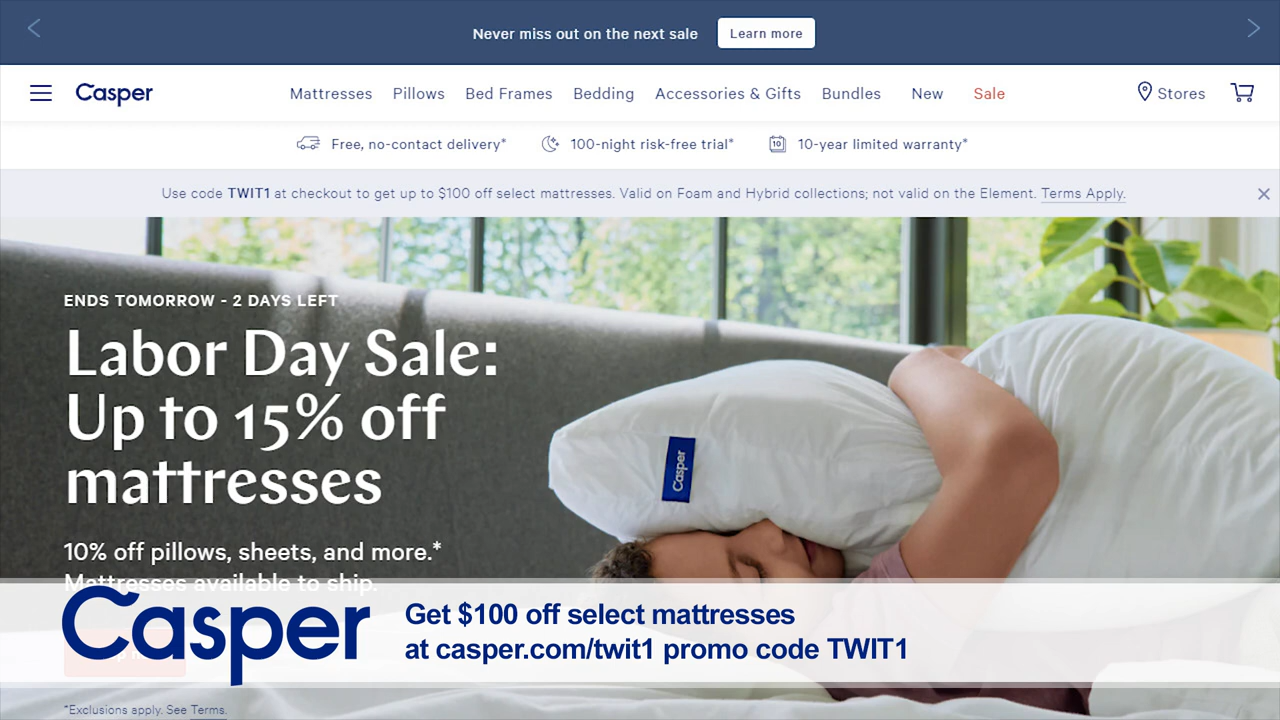 Never miss out on the next sale
Learn more
Casper
Mattresses Pillows Bed Frames Bedding Accessories & Gifts Bundles New Sale
Stores
Free, no-contact delivery*
10
100-night risk-free trial* 10-year limited warranty*
Use code TWIT1 at checkout to get up to $100 off select mattresses. Valid on Foam and Hybrid collections; not valid on the Element. Terms Apply.
ENDS TOMORROW - 2 DAYS LEFT
Labor Day Sale:
Up to 15% off
mattresses
Casper
10% off pillows, sheets, and more.*
Mattresses available to ship.
Casper
Get $100 off select mattresses
at casper.com/twit1 promo code TWIT1
*Exclusions apply. See Terms.